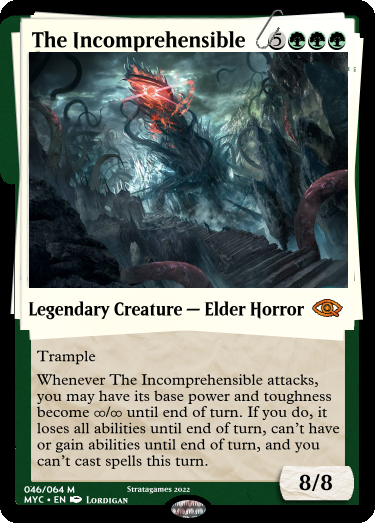 The Incomprehensible 5
Legendary Creature — Elder Horror
Trample
Whenever The Incomprehensible attacks,
you may have its base power and toughness
become ∞/∞ until end of turn. If you do, it
loses all abilities until end of turn, can't have
or gain abilities until end of turn, and you
can't cast spells this turn.
8/8
046/064 M Stratagames 2022
MYC • EN Lordigan